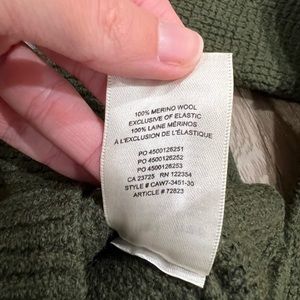 100% MERINO WOOL
EXCLUSIVE OF ELASTIC
100% LAINE MÉRINOS
À L'EXCLUSION DE L'ÉLASTIQUE
PO 4500126251
PO 4500126252
PO 4500126253
CA 23725 RN 122354
STYLE # CAW7-3451-30
ARTICLE # 72823